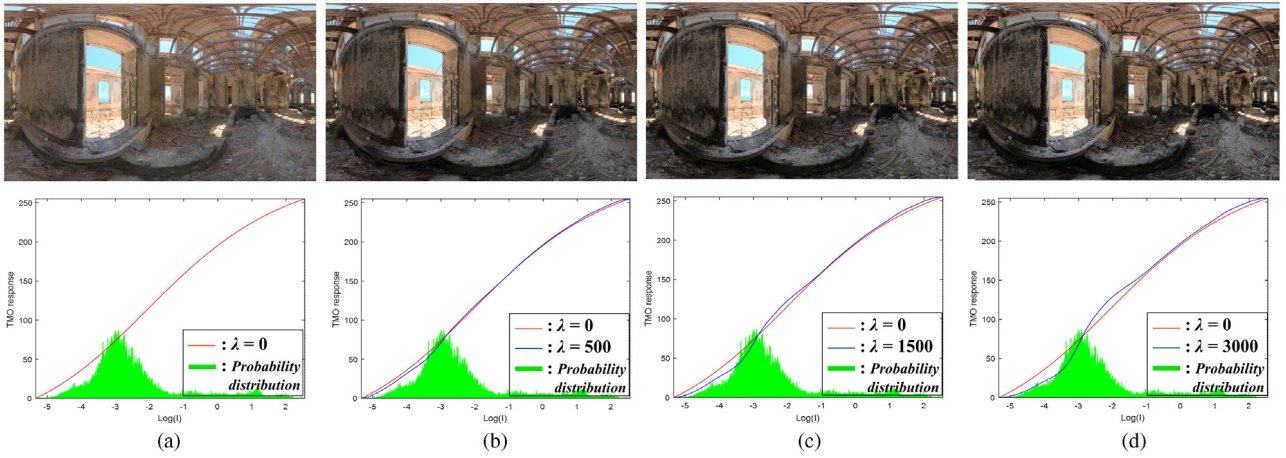 250
200
150
100
50
0
TMO response
-5 -4 -3 -2 -1 0 1 2
Log(I)
: λ = 0
: Probability
distribution
(a)
250
200
150
100
50
0
TMO response
-5 -4 -3 -2 -1 0 1 2
Log(I)
: λ = 0
: λ = 500
: Probability
distribution
(b)
250
200
150
100
50
0
TMO response
-5 -4 -3 -2 -1 0 1 2
Log(I)
: λ = 0
: λ = 1500
: Probability
distribution
(c)
250
200
150
100
50
0
TMO response
-5 -4 -3 -2 -1 0 1 2
Log(I)
: λ = 0
: λ = 3000
: Probability
distribution
(d)